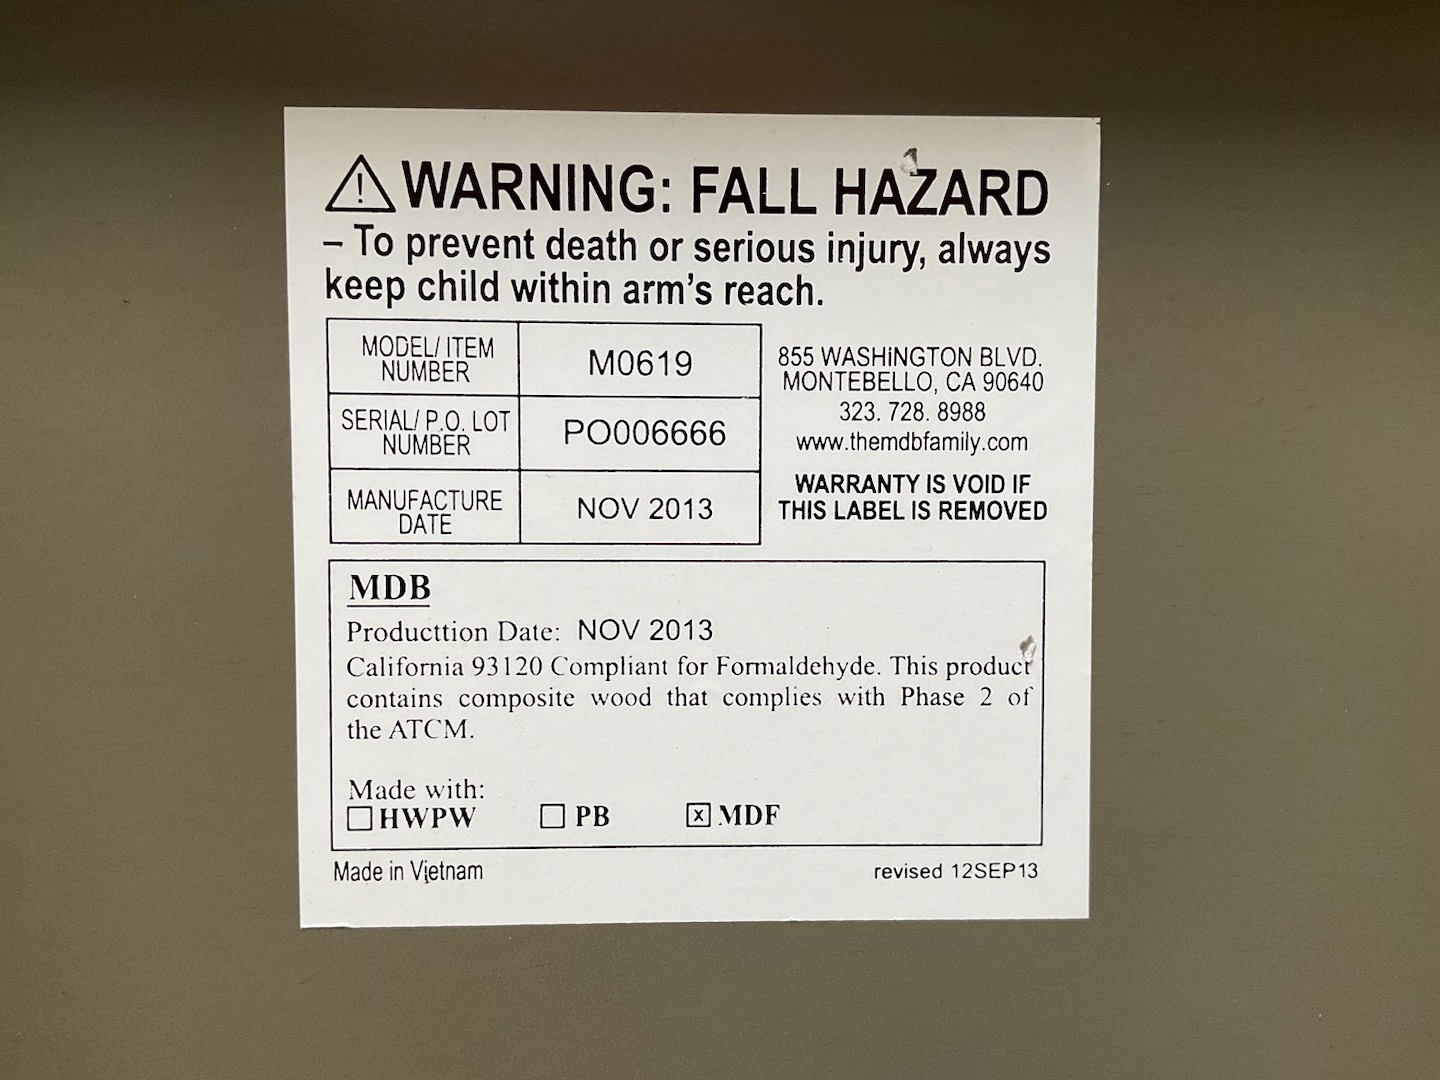 WARNING: FALL HAZARD
– To prevent death or serious injury, always
keep child within arm's reach.
MODEL/ ITEM
NUMBER
M0619
SERIAL/ P.O. LOT
NUMBER
PO006666
MANUFACTURE
DATE
NOV 2013
855 WASHINGTON BLVD.
MONTEBELLO, CA 90640
323. 728. 8988
www.themdbfamily.com
WARRANTY IS VOID IF
THIS LABEL IS REMOVED
MDB
Producttion Date: NOV 2013
California 93120 Compliant for Formaldehyde. This product
contains composite wood that complies with Phase 2 of
the ATCM.
Made with:
☐ HWPW ☐ PB ☒ MDF
Made in Vietnam
revised 12SEP13